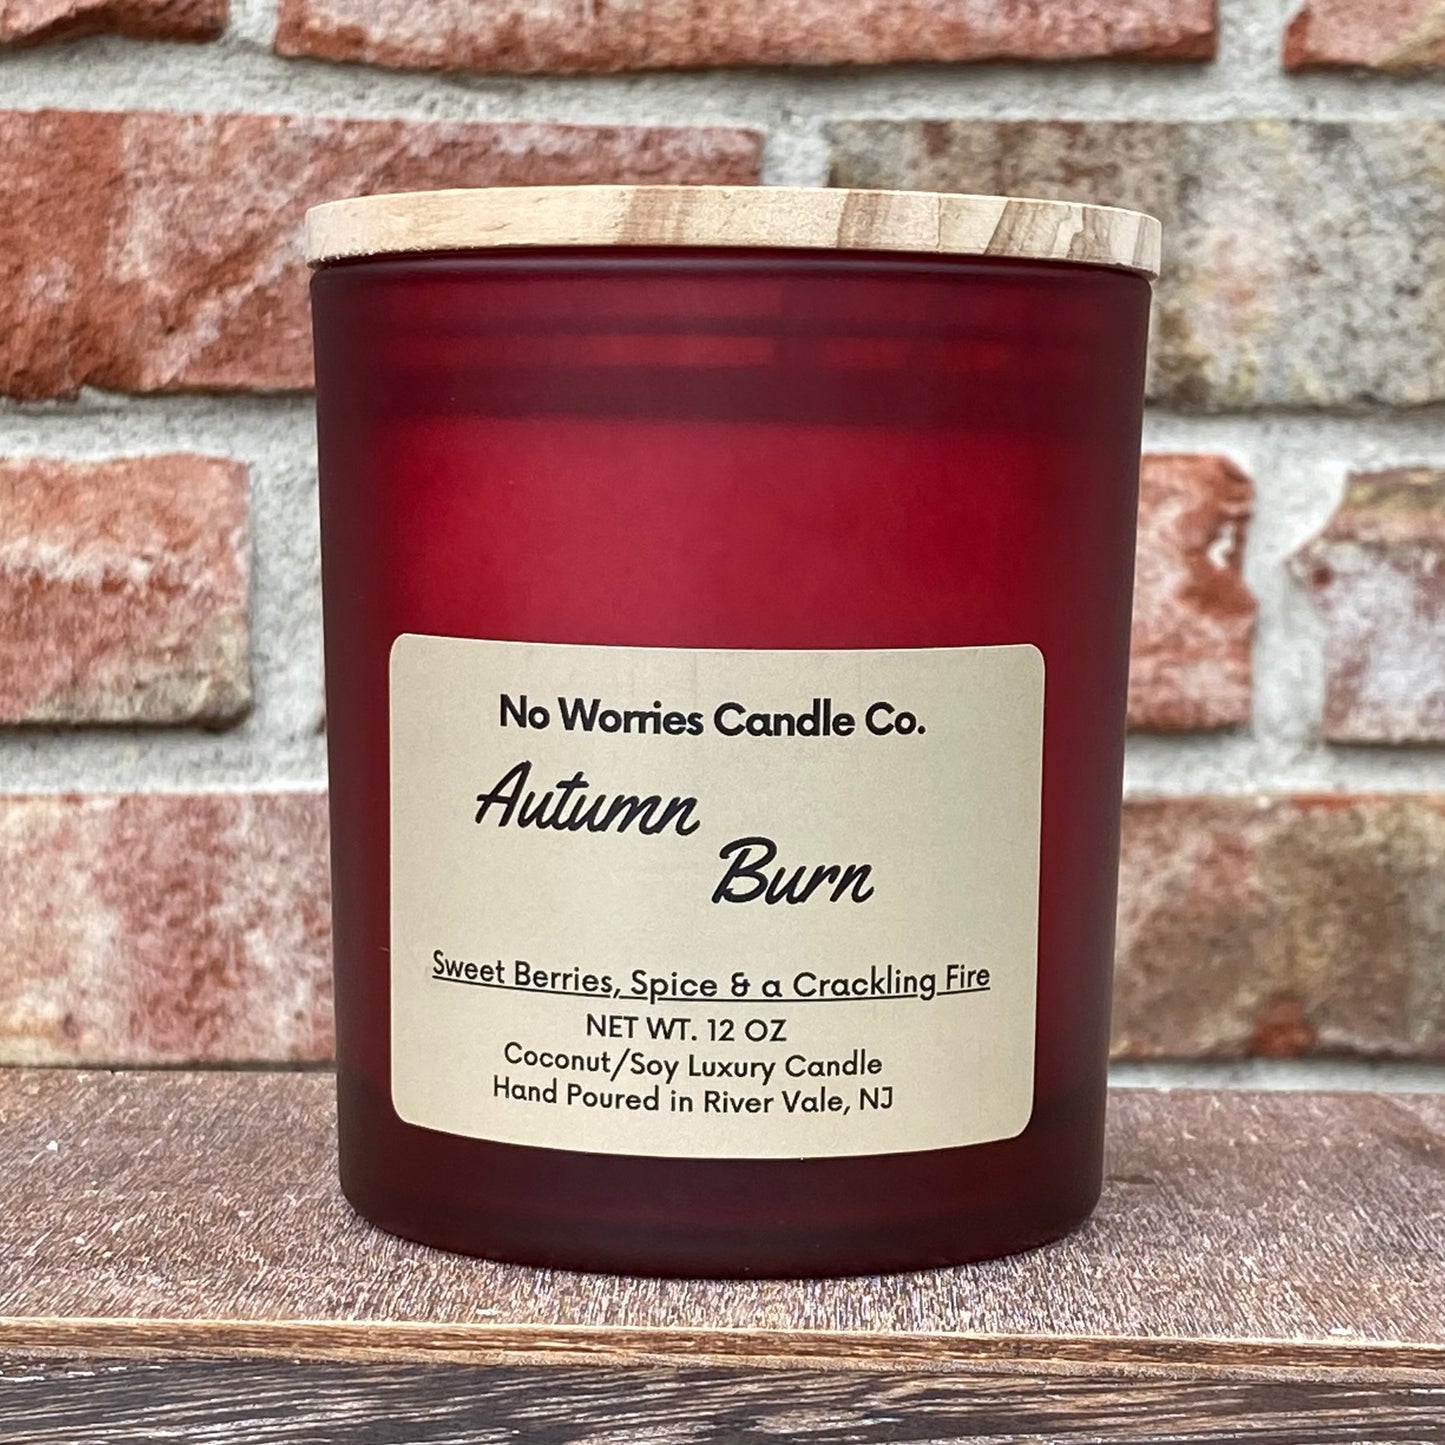 No Worries Candle Co.
Autumn
Burn
Sweet Berries, Spice & a Crackling Fire
NET WT. 12 OZ
Coconut/Soy Luxury Candle
Hand Poured in River Vale, NJ